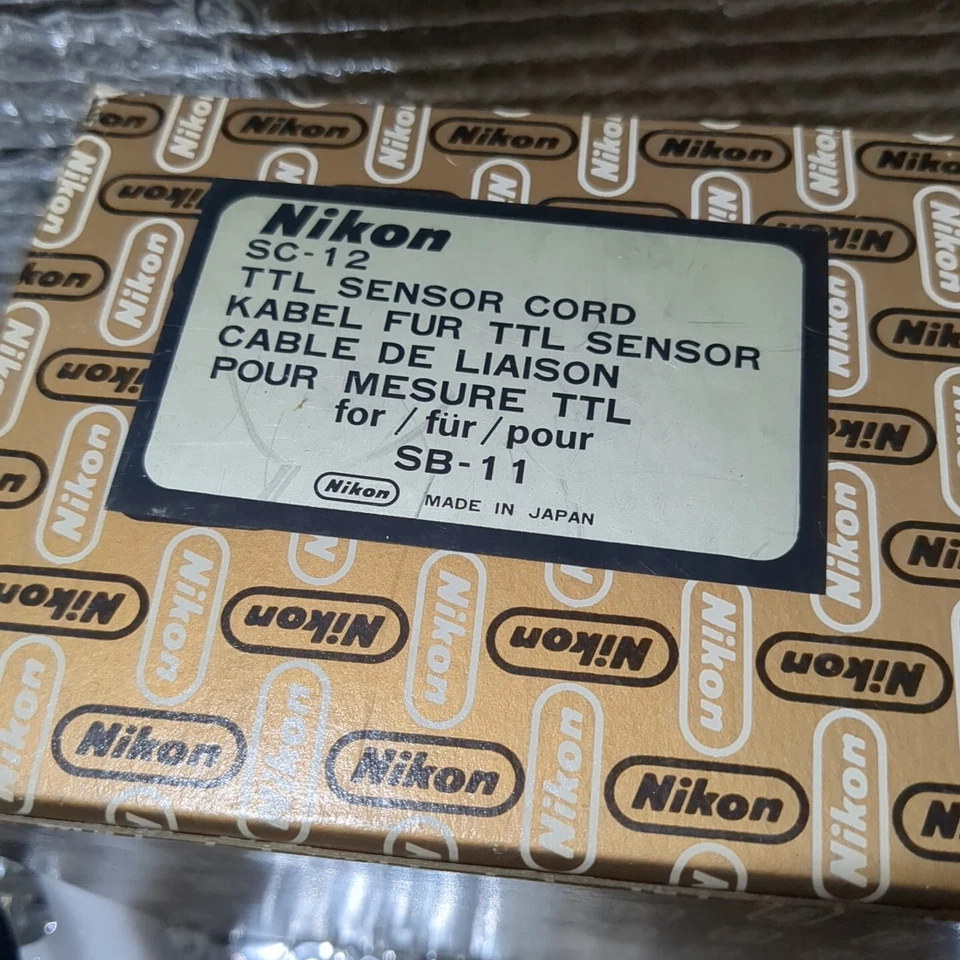 Nikon
SC-12
TTL SENSOR CORD
KABEL FUR TTL SENSOR
CABLE DE LIAISON
POUR MESURE TTL
for / für / pour
SB-11
Nikon MADE IN JAPAN